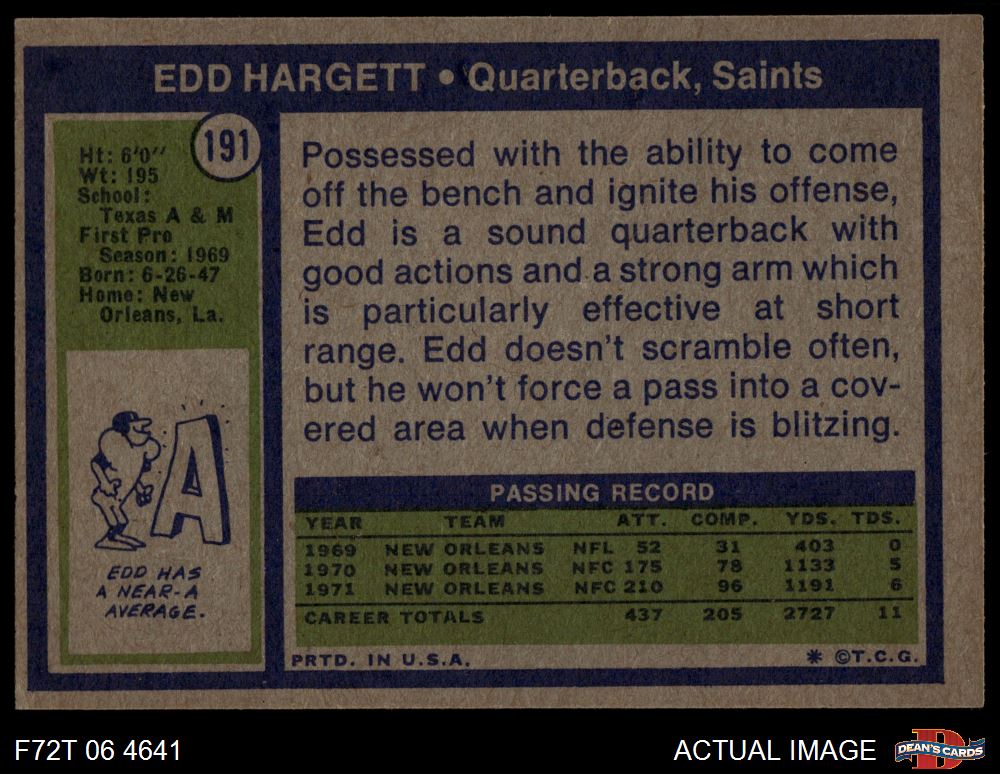 EDD HARGETT • Quarterback, Saints
191
Ht: 6'0"
Wt: 195
School:
Texas A & M
First Pro
Season: 1969
Born: 6-26-47
Home: New
Orleans, La.
A
EDD HAS
A NEAR-A
AVERAGE.
Possessed with the ability to come
off the bench and ignite his offense,
Edd is a sound quarterback with
good actions and a strong arm which
is particularly effective at short
range. Edd doesn't scramble often,
but he won't force a pass into a cov-
ered area when defense is blitzing.
PASSING RECORD
YEAR TEAM ATT. COMP. YDS. TDS.
1969 NEW ORLEANS NFL 52 31 403 0
1970 NEW ORLEANS NFC 175 78 1133 5
1971 NEW ORLEANS NFC 210 96 1191 6
CAREER TOTALS 437 205 2727 11
PRTD. IN U.S.A. * ©T.C.G.
F72T 06 4641 ACTUAL IMAGE
D
DEAN'S CARDS